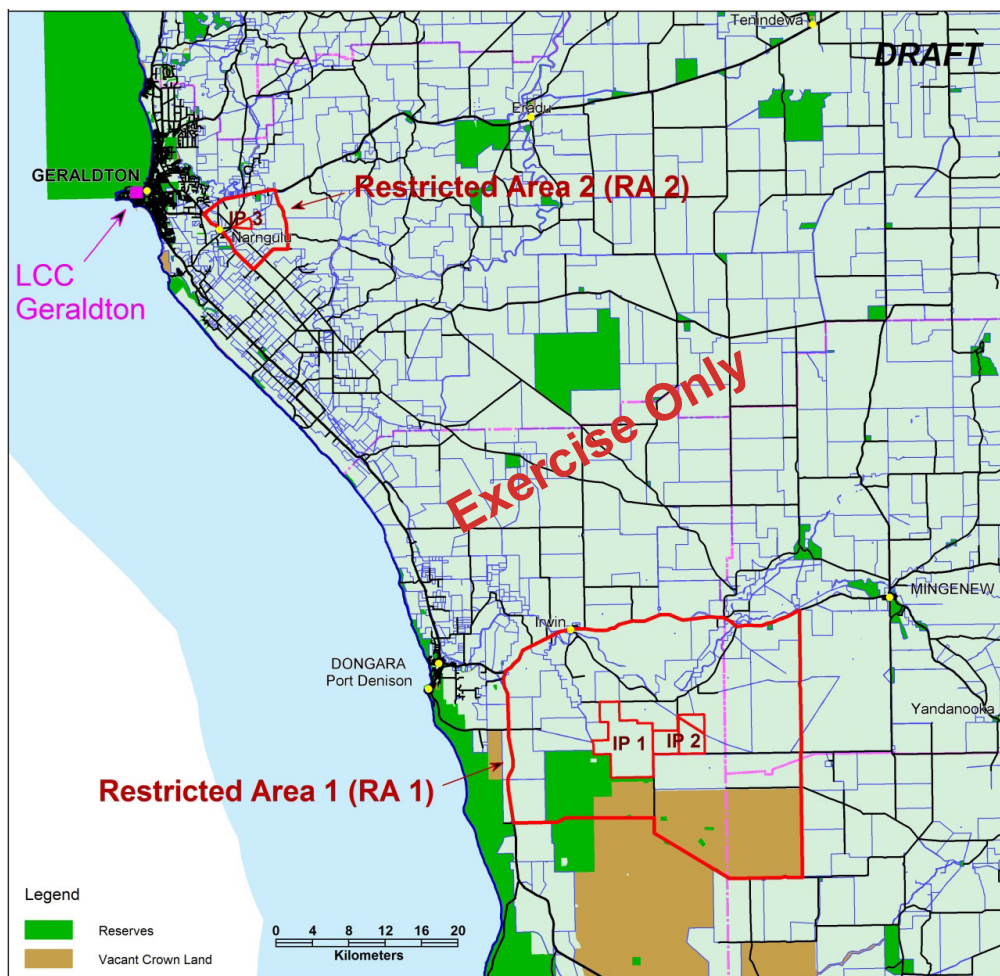 Tenindewa
DRAFT
Eradu
GERALDTON
Restricted Area 2 (RA 2)
IP 3
Narngulu
LCC
Geraldton
Exercise Only
MINGENEW
Irwin
DONGARA
Port Denison
Yandanooka
IP 1
IP 2
Restricted Area 1 (RA 1)
Legend
Reserves
Vacant Crown Land
0 4 8 12 16 20
Kilometers